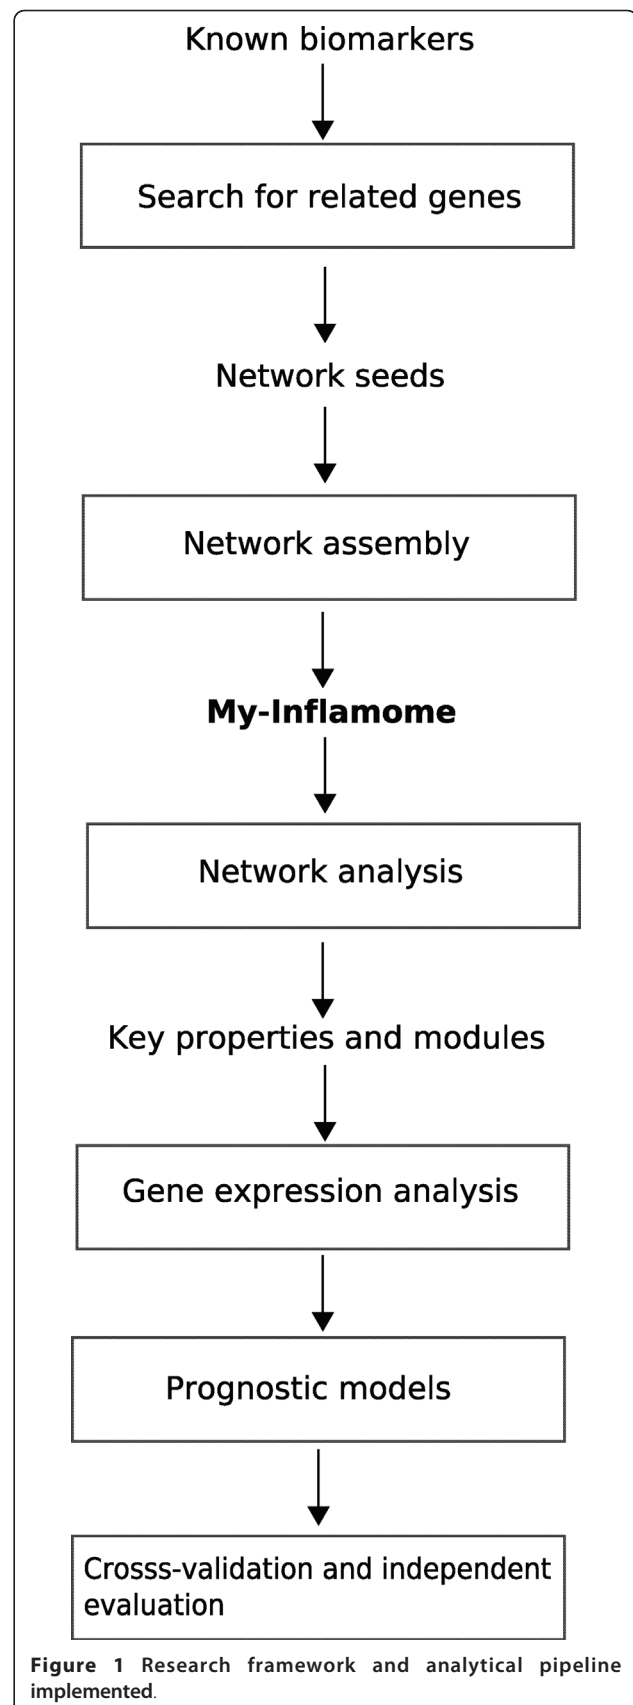 Known biomarkers
Search for related genes
Network seeds
Network assembly
My-Inflamome
Network analysis
Key properties and modules
Gene expression analysis
Prognostic models
Crosss-validation and independent
evaluation
Figure 1 Research framework and analytical pipeline
implemented.